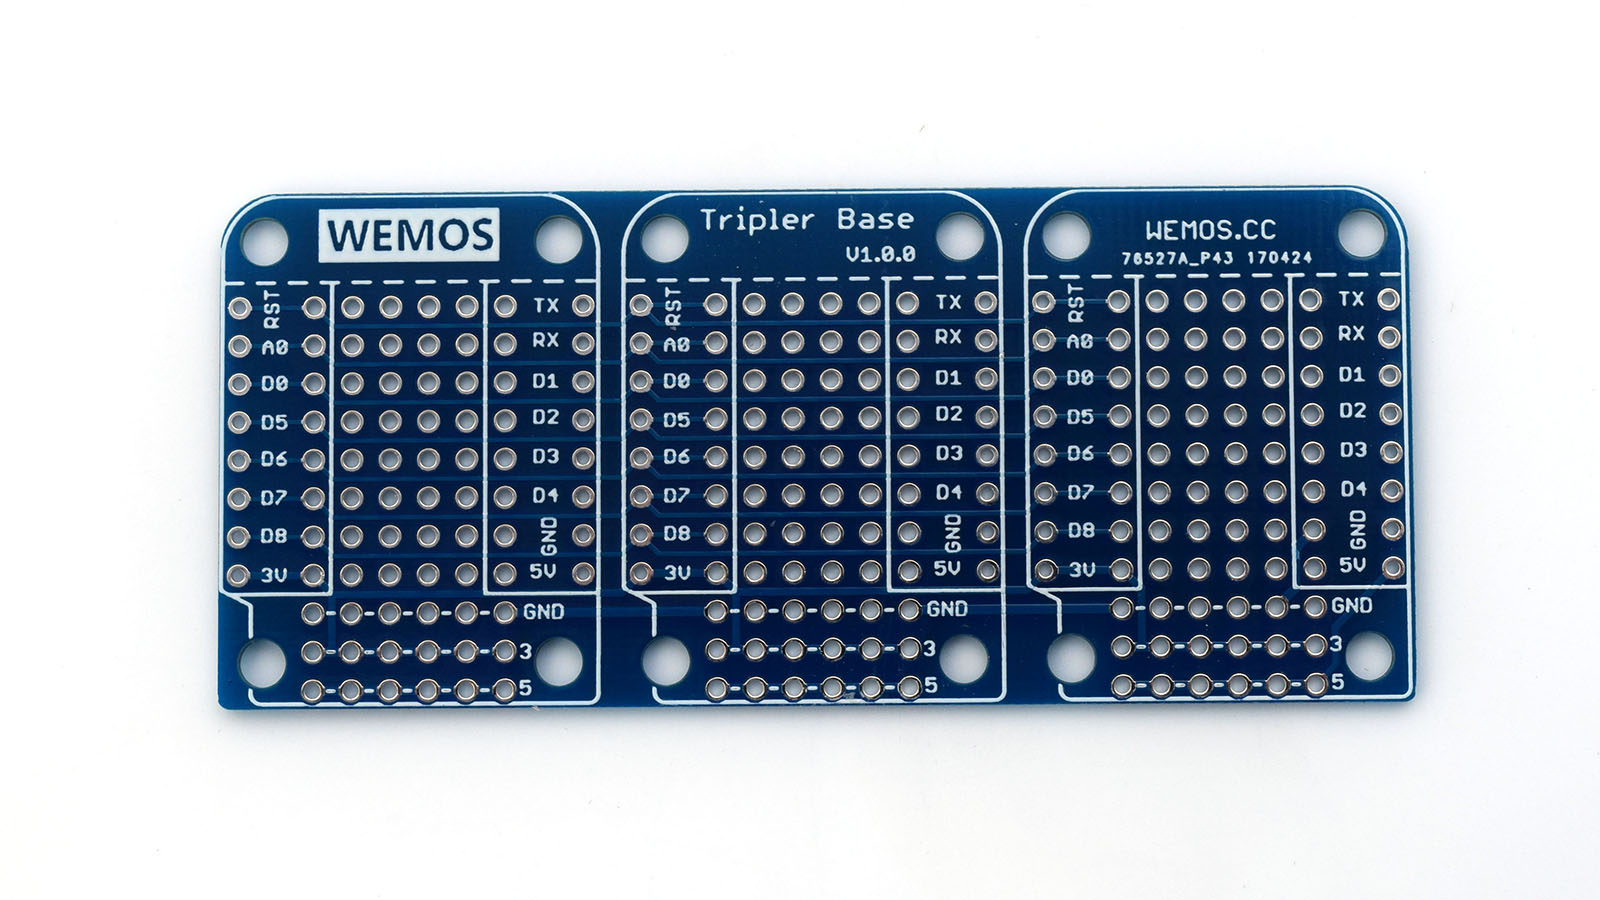 WEMOS
RST
TX
A0
RX
D0
D1
D5
D2
D6
D3
D7
D4
D8
GND
3V
5V
GND
3
5
Tripler Base
V1.0.0
RST
TX
A0
RX
D0
D1
D5
D2
D6
D3
D7
D4
D8
GND
3V
5V
GND
3
5
WEMOS.CC
76527A_P43 170424
RST
TX
A0
RX
D0
D1
D5
D2
D6
D3
D7
D4
D8
GND
3V
5V
GND
3
5